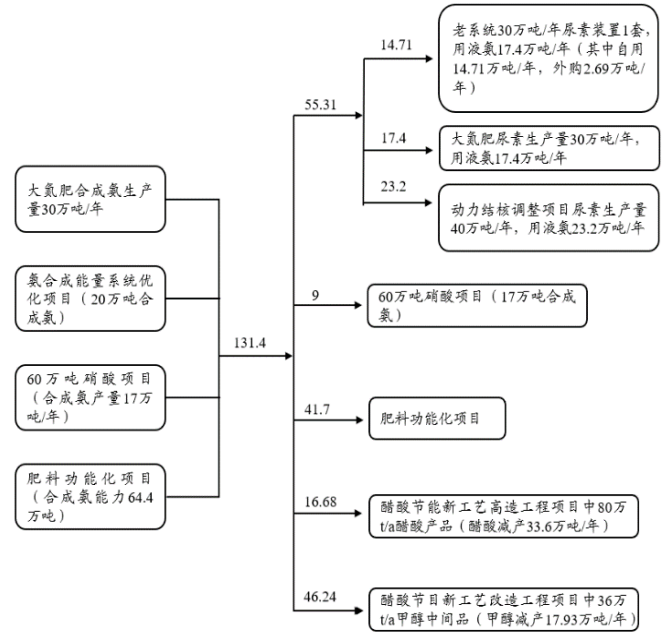 大氮肥合成氨生产
量30万吨/年
氨合成能量系统优
化项目（20万吨合
成氨）
60万吨硝酸项目
（合成氨产量17万
吨/年）
肥料功能化项目
（合成氨能力64.4
万吨）
131.4
55.31
14.71
老系统30万吨/年尿素装置1套，
用液氨17.4万吨/年（其中自用
14.71万吨/年，外购2.69万吨/
年）
17.4
大氮肥尿素生产量30万吨/年，
用液氨17.4万吨/年
23.2
动力结核调整项目尿素生产量
40万吨/年，用液氨23.2万吨/年
9
60万吨硝酸项目（17万吨合成
氨）
41.7
肥料功能化项目
16.68
醋酸节能新工艺高造工程项目中80万
t/a醋酸产品（醋酸减产33.6万吨/年）
46.24
醋酸节目新工艺改造工程项目中36万
t/a甲醇中间品（甲醇减产17.93万吨/年）